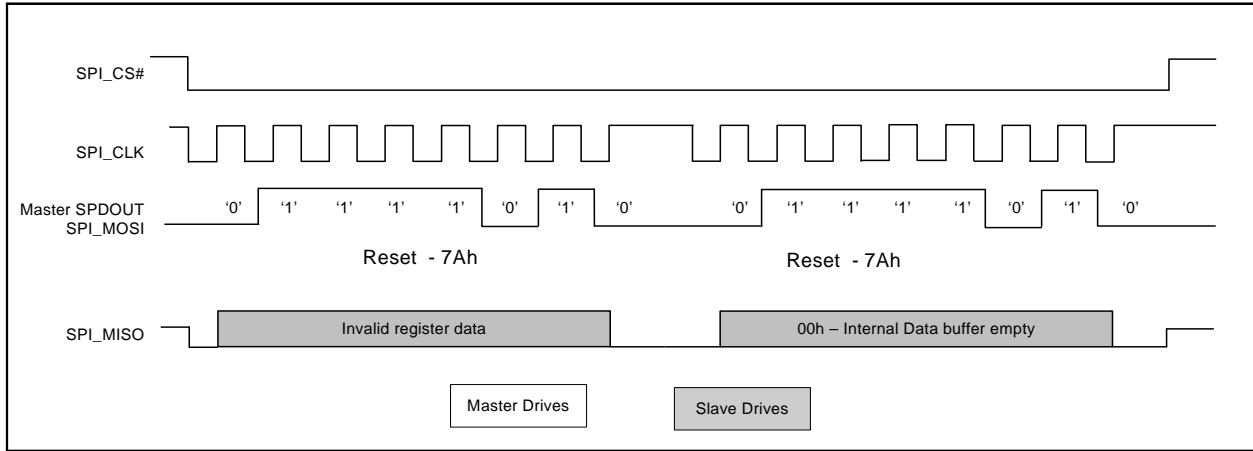 SPI_CS#
SPI_CLK
Master SPDOUT
SPI_MOSI
‘0’ ‘1’ ‘1’ ‘1’ ‘1’ ‘0’ ‘1’ ‘0’ ‘0’ ‘1’ ‘1’ ‘1’ ‘1’ ‘0’ ‘1’ ‘0’
Reset - 7Ah Reset - 7Ah
SPI_MISO Invalid register data 00h – Internal Data buffer empty
Master Drives Slave Drives